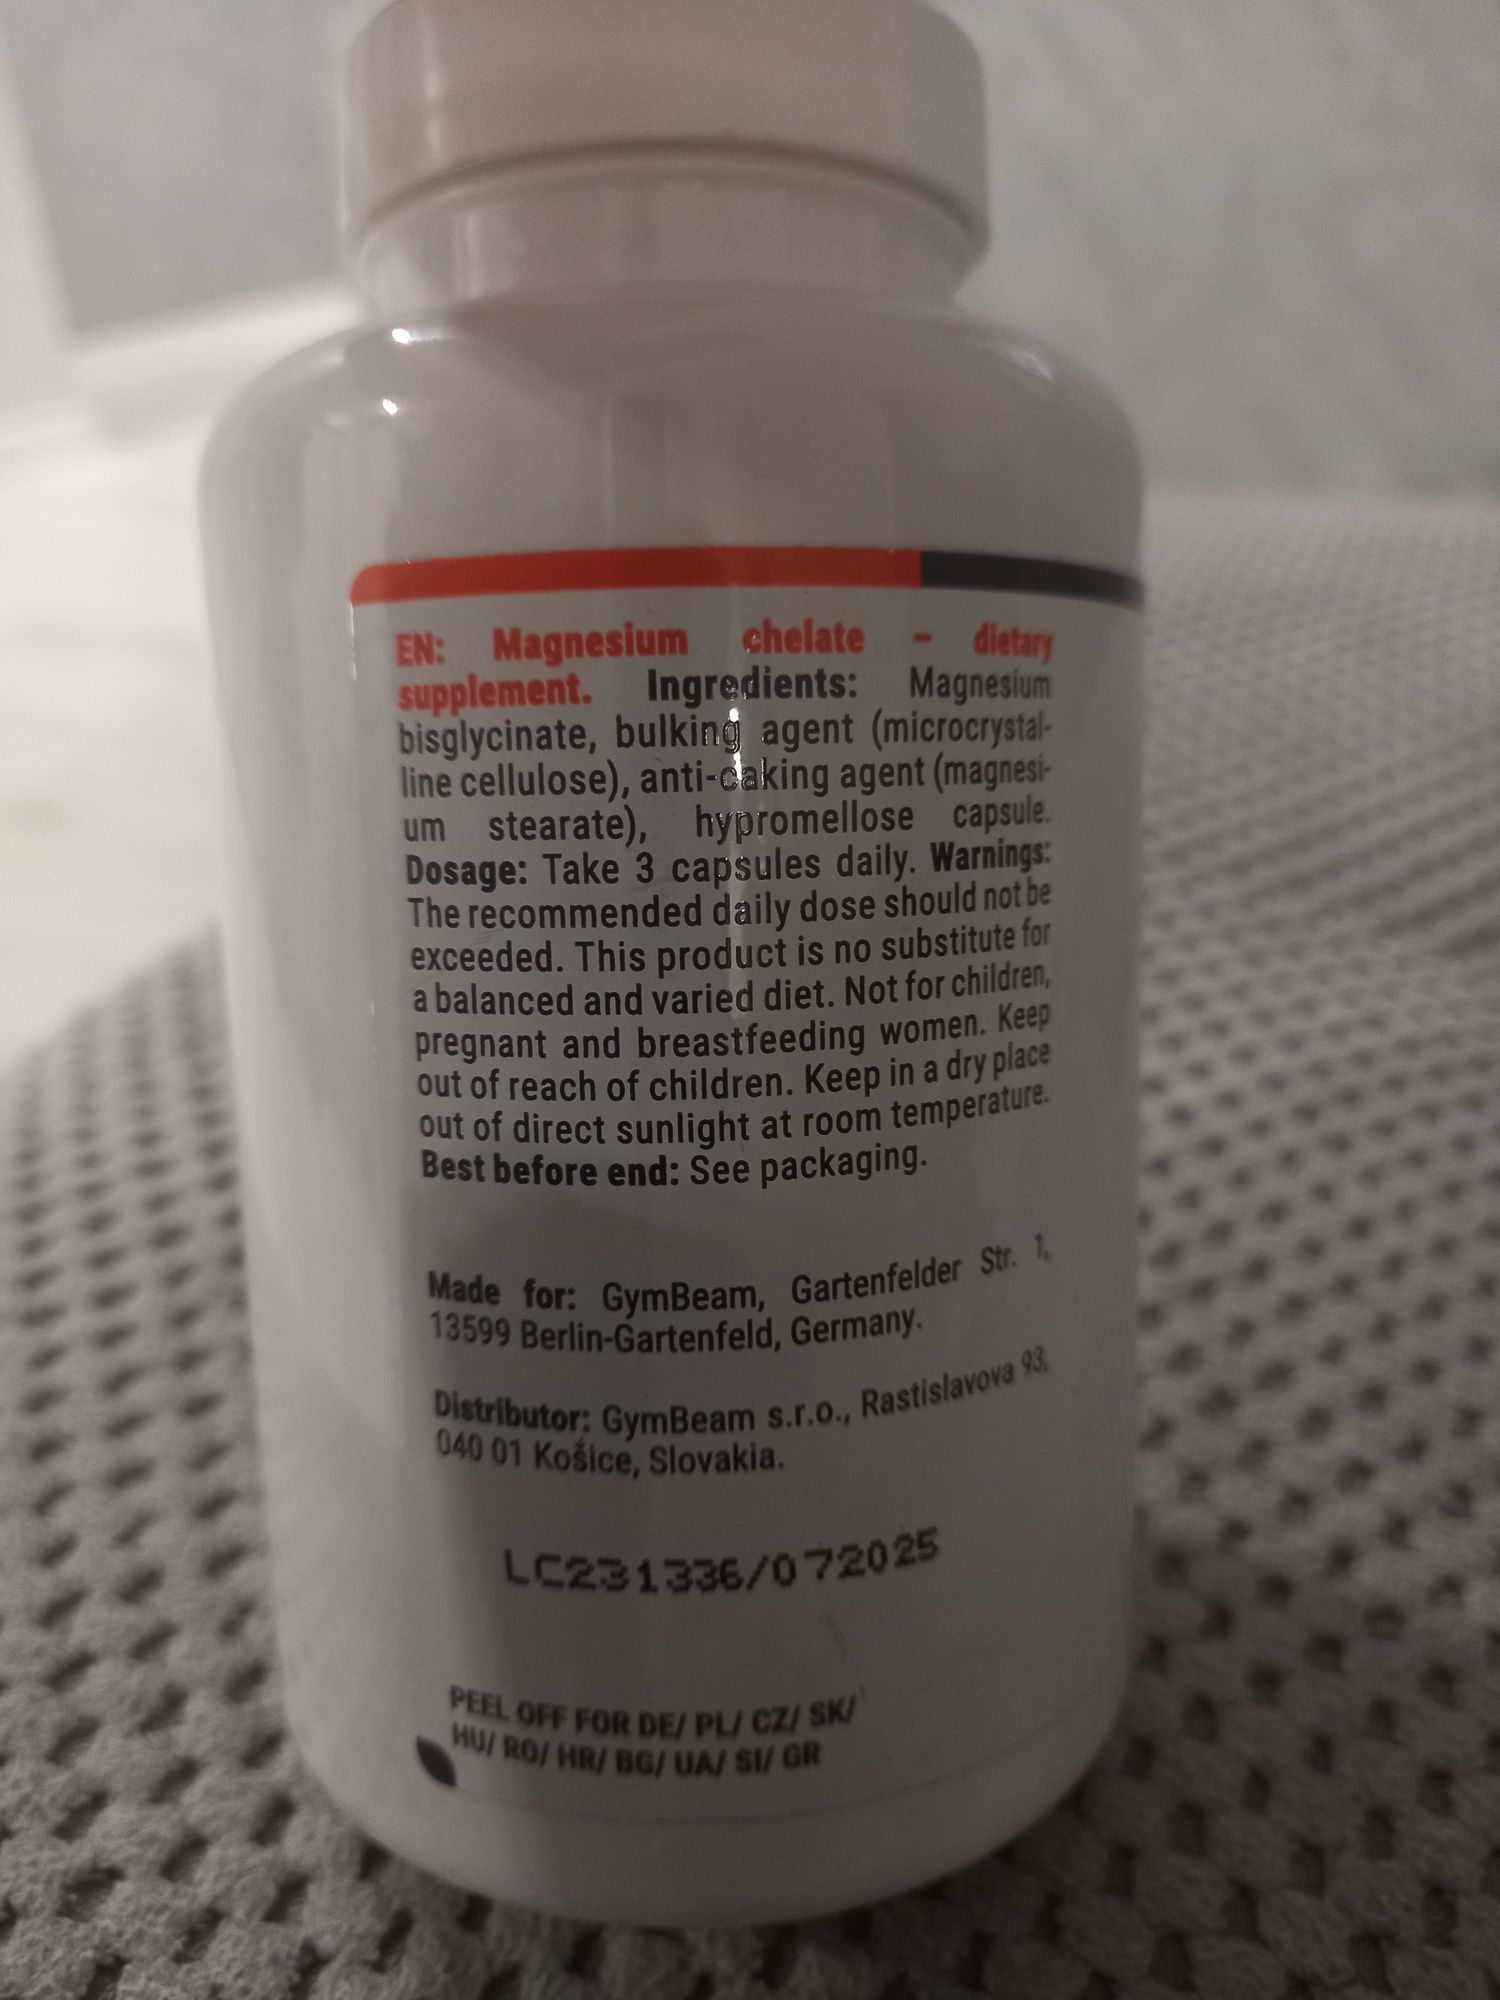 EN: Magnesium chelate – dietary
supplement. Ingredients: Magnesium
bisglycinate, bulking agent (microcrystal-
line cellulose), anti-caking agent (magnesi-
um stearate), hypromellose capsule.
Dosage: Take 3 capsules daily. Warnings:
The recommended daily dose should not be
exceeded. This product is no substitute for
a balanced and varied diet. Not for children,
pregnant and breastfeeding women. Keep
out of reach of children. Keep in a dry place
out of direct sunlight at room temperature.
Best before end: See packaging.
Made for: GymBeam, Gartenfelder Str. 1,
13599 Berlin-Gartenfeld, Germany.
Distributor: GymBeam s.r.o., Rastislavova 93,
040 01 Košice, Slovakia.
LC231336/072025
PEEL OFF FOR DE/ PL/ CZ/ SK/
HU/ RO/ HR/ BG/ UA/ SI/ GR